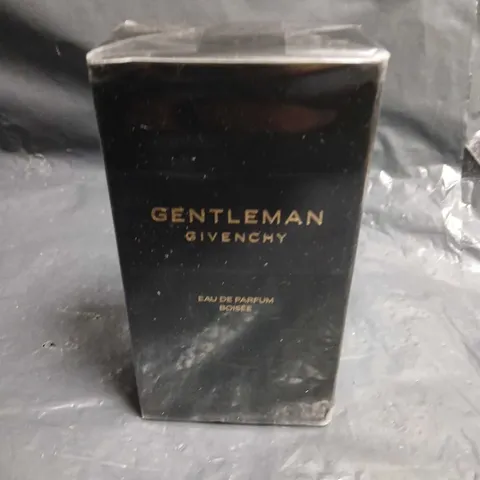 GENTLEMAN
GIVENCHY
EAU DE PARFUM
BOISÉE